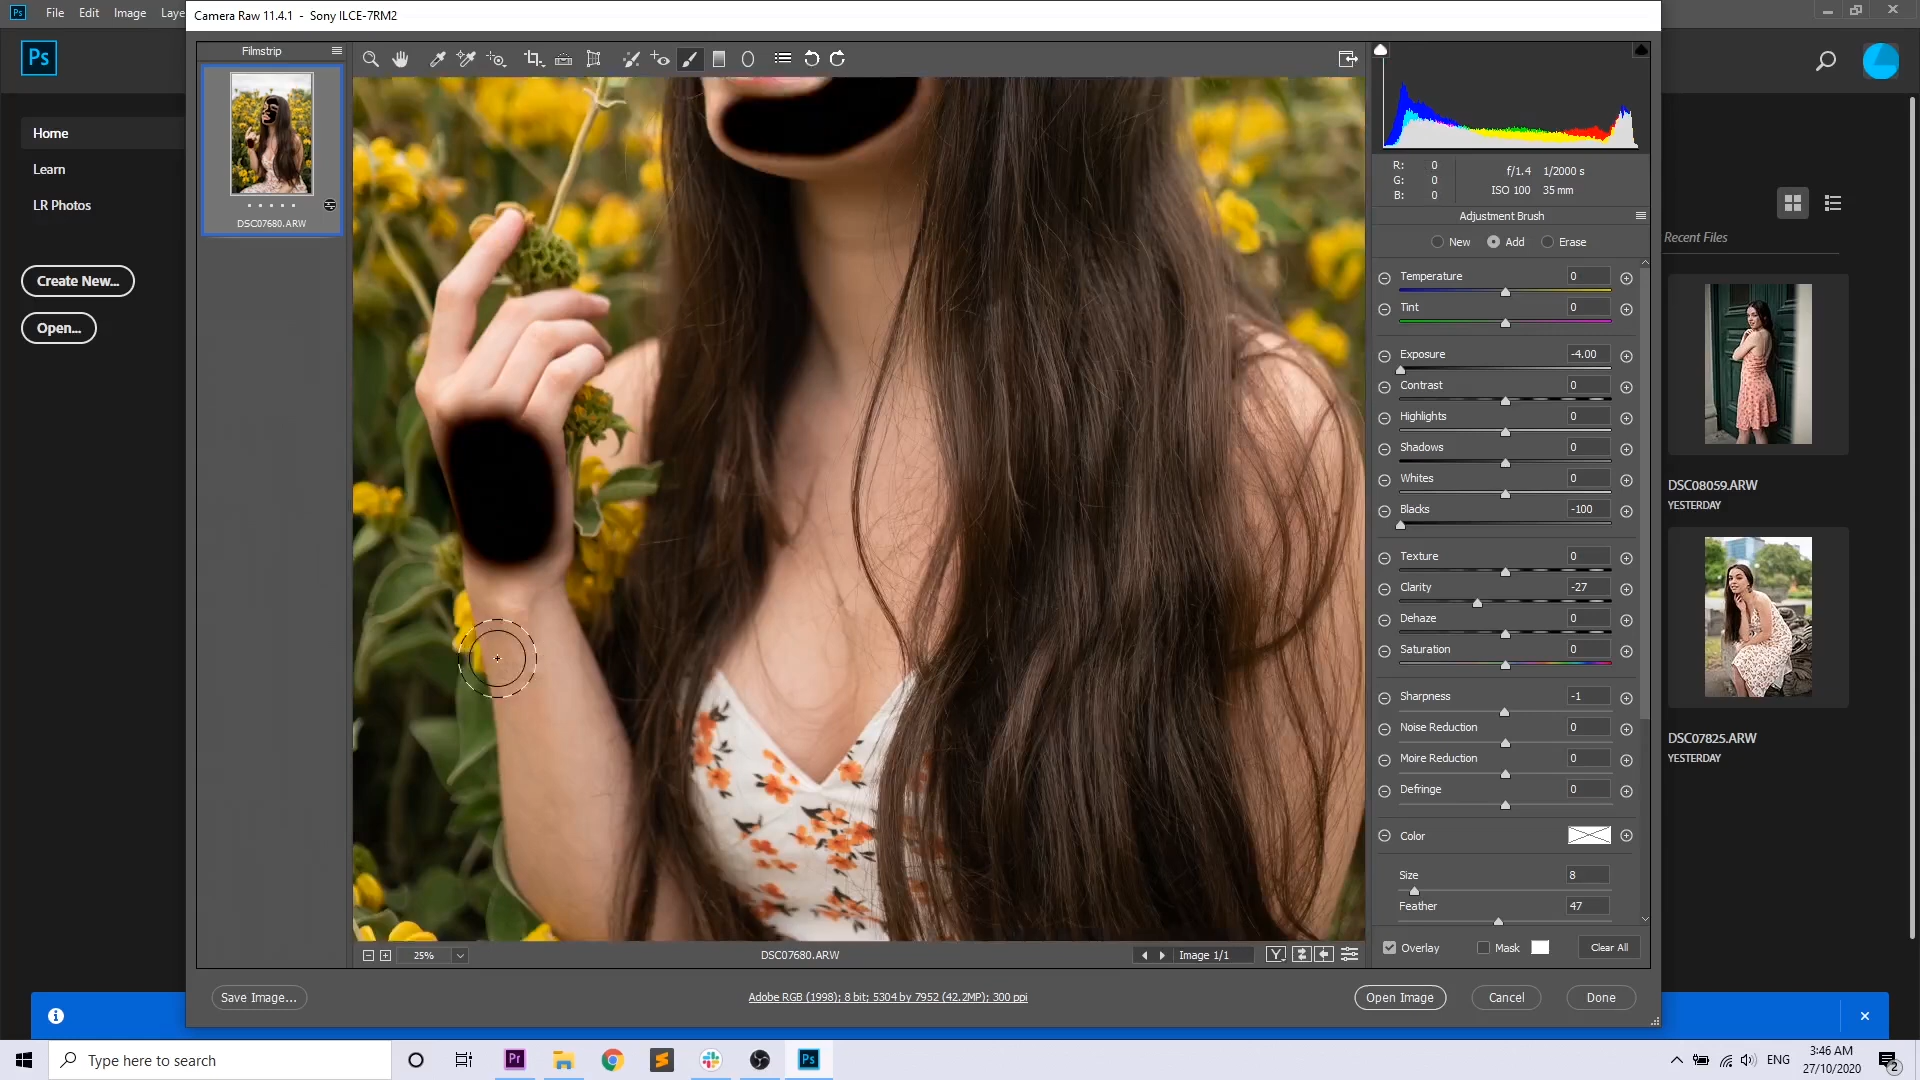 Ps File Edit Image Laye
Camera Raw 11.4.1 - Sony ILCE-7RM2
Ps
Filmstrip
DSC07680.ARW
Home
Learn
LR Photos
Create New...
Open...
R: 0
G: 0
B: 0
f/1.4 1/2000 s
ISO 100 35 mm
Adjustment Brush
New Add Erase
Temperature 0
Tint 0
Exposure -4.00
Contrast 0
Highlights 0
Shadows 0
Whites 0
Blacks -100
Texture 0
Clarity -27
Dehaze 0
Saturation 0
Sharpness -1
Noise Reduction 0
Moire Reduction 0
Defringe 0
Color
Size 8
Feather 47
Overlay Mask Clear All
25%
DSC07680.ARW
Image 1/1
Y
Save Image...
Adobe RGB (1998); 8 bit; 5304 by 7952 (42.2MP); 300 ppi
Open Image Cancel Done
Recent Files
DSC08059.ARW
YESTERDAY
DSC07825.ARW
YESTERDAY
Type here to search
Pr
Ps
ENG
3:46 AM
27/10/2020
2